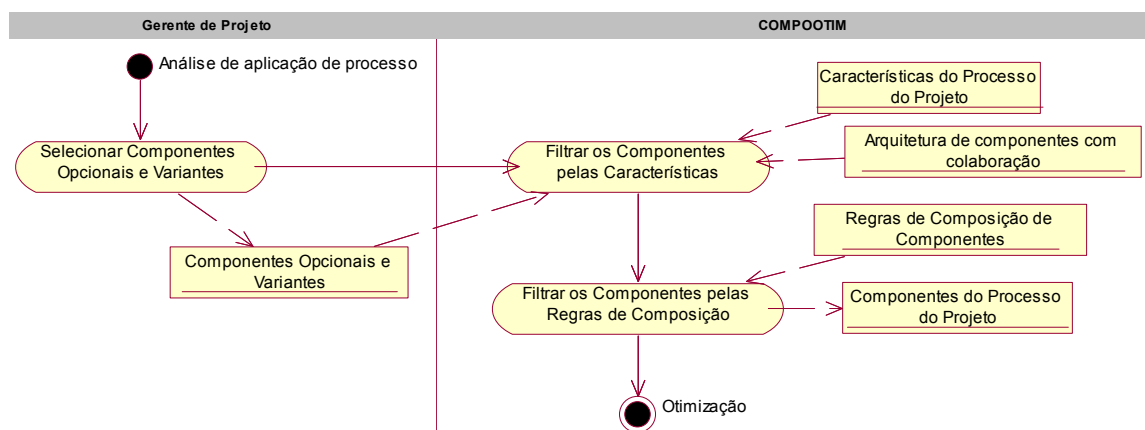 Gerente de Projeto
COMPOOTIM
Análise de aplicação de processo
Características do Processo
do Projeto
Arquitetura de componentes com
colaboração
Selecionar Componentes
Opcionais e Variantes
Filtrar os Componentes
pelas Características
Regras de Composição de
Componentes
Componentes Opcionais e
Variantes
Filtrar os Componentes pelas
Regras de Composição
Componentes do Processo
do Projeto
Otimização